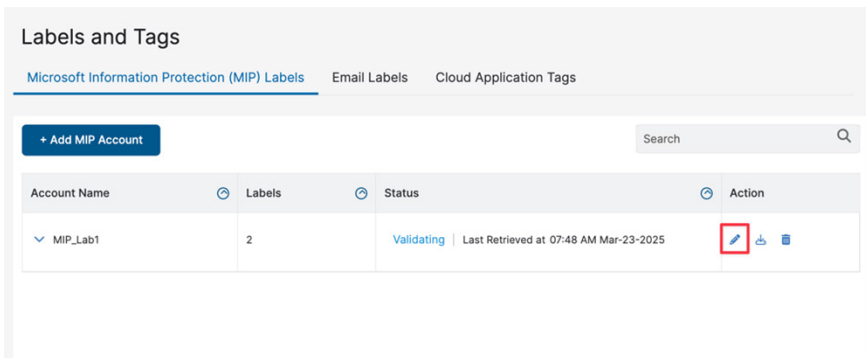 Labels and Tags
Microsoft Information Protection (MIP) Labels Email Labels Cloud Application Tags
+ Add MIP Account Search
Account Name Labels Status Action
MIP_Lab1 2 Validating | Last Retrieved at 07:48 AM Mar-23-2025